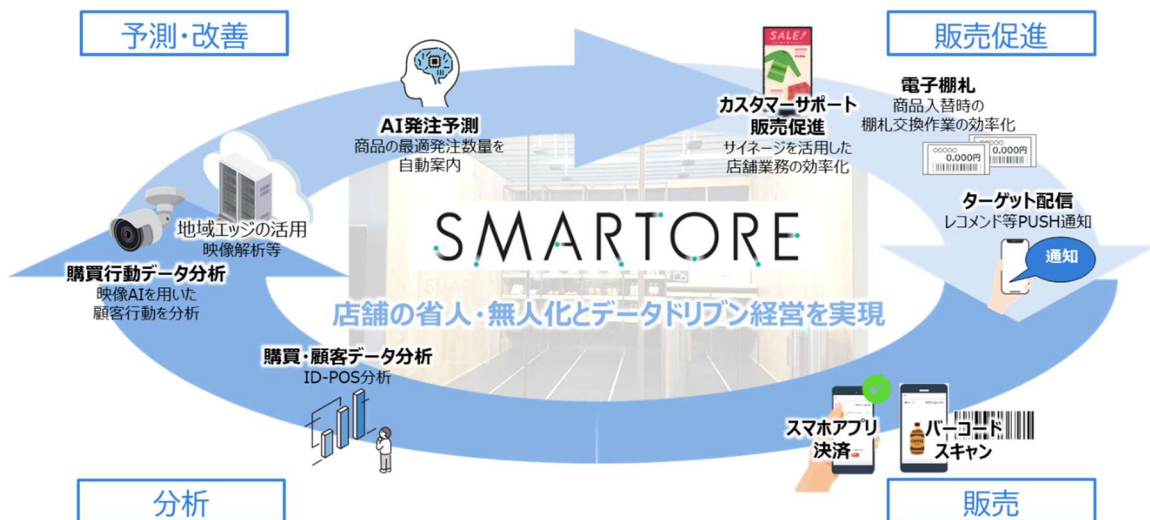 予測・改善
販売促進
SALE!
AI発注予測
商品の最適発注数量を
自動案内
カスタマーサポート
販売促進
サイネージを活用した
店舗業務の効率化
電子棚札
商品入替時の
棚札交換作業の効率化
0.000円
0.000円
ターゲット配信
レコメンド等PUSH通知
通知
地域エッジの活用
映像解析等
購買行動データ分析
映像AIを用いた
顧客行動を分析
SMARTORE
店舗の省人・無人化とデータドリブン経営を実現
購買・顧客データ分析
ID-POS分析
スマホアプリ
決済
バーコード
スキャン
分析
販売